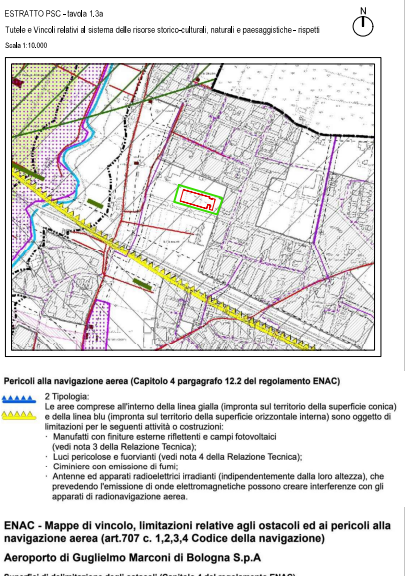 ESTRATTO PSC - tavola 1.3a
N
Tutele e Vincoli relativi al sistema delle risorse storico-culturali, naturali e paesaggistiche - rispetti
Scala 1:10.000
Pericoli alla navigazione aerea (Capitolo 4 pargagrafo 12.2 del regolamento ENAC)
2 Tipologia:
Le aree comprese all'interno della linea gialla (impronta sul territorio della superficie conica)
e della linea blu (impronta sul territorio della superficie orizzontale interna) sono oggetto di
limitazioni per le seguenti attività o costruzioni:
· Manufatti con finiture esterne riflettenti e campi fotovoltaici
(vedi nota 3 della Relazione Tecnica);
· Luci pericolose e fuorvianti (vedi nota 4 della Relazione Tecnica);
· Ciminiere con emissione di fumi;
· Antenne ed apparati radioelettrici irradianti (indipendentemente dalla loro altezza), che
prevedendo l'emissione di onde elettromagnetiche possono creare interferenze con gli
apparati di radionavigazione aerea.
ENAC - Mappe di vincolo, limitazioni relative agli ostacoli ed ai pericoli alla
navigazione aerea (art.707 c. 1,2,3,4 Codice della navigazione)
Aeroporto di Guglielmo Marconi di Bologna S.p.A